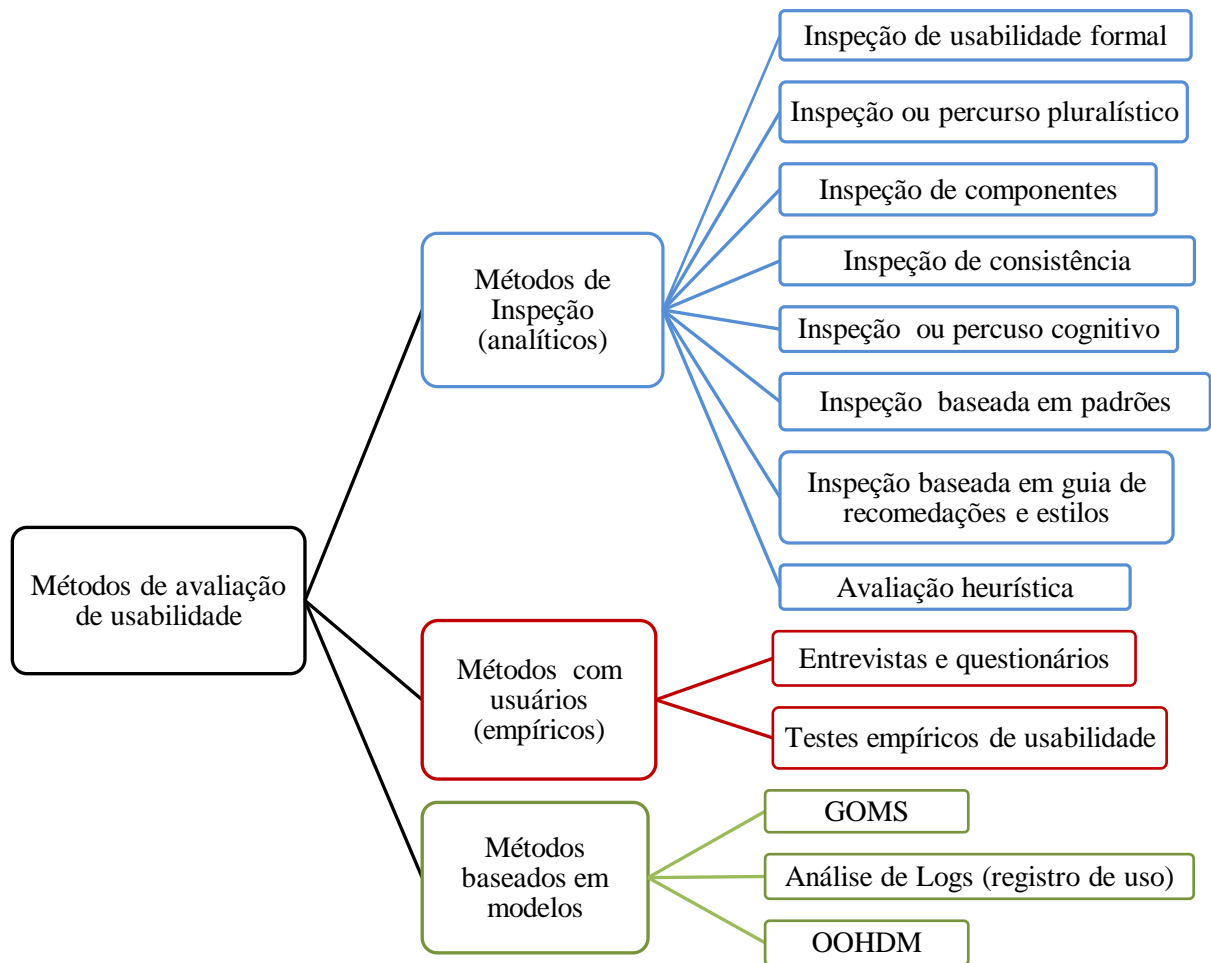 Métodos de avaliação
de usabilidade
Métodos de
Inspeção
(analíticos)
Inspeção de usabilidade formal
Inspeção ou percurso pluralístico
Inspeção de componentes
Inspeção de consistência
Inspeção ou percuso cognitivo
Inspeção baseada em padrões
Inspeção baseada em guia de
recomedações e estilos
Avaliação heurística
Métodos com
usuários
(empíricos)
Entrevistas e questionários
Testes empíricos de usabilidade
Métodos
baseados em
modelos
GOMS
Análise de Logs (registro de uso)
OOHDM